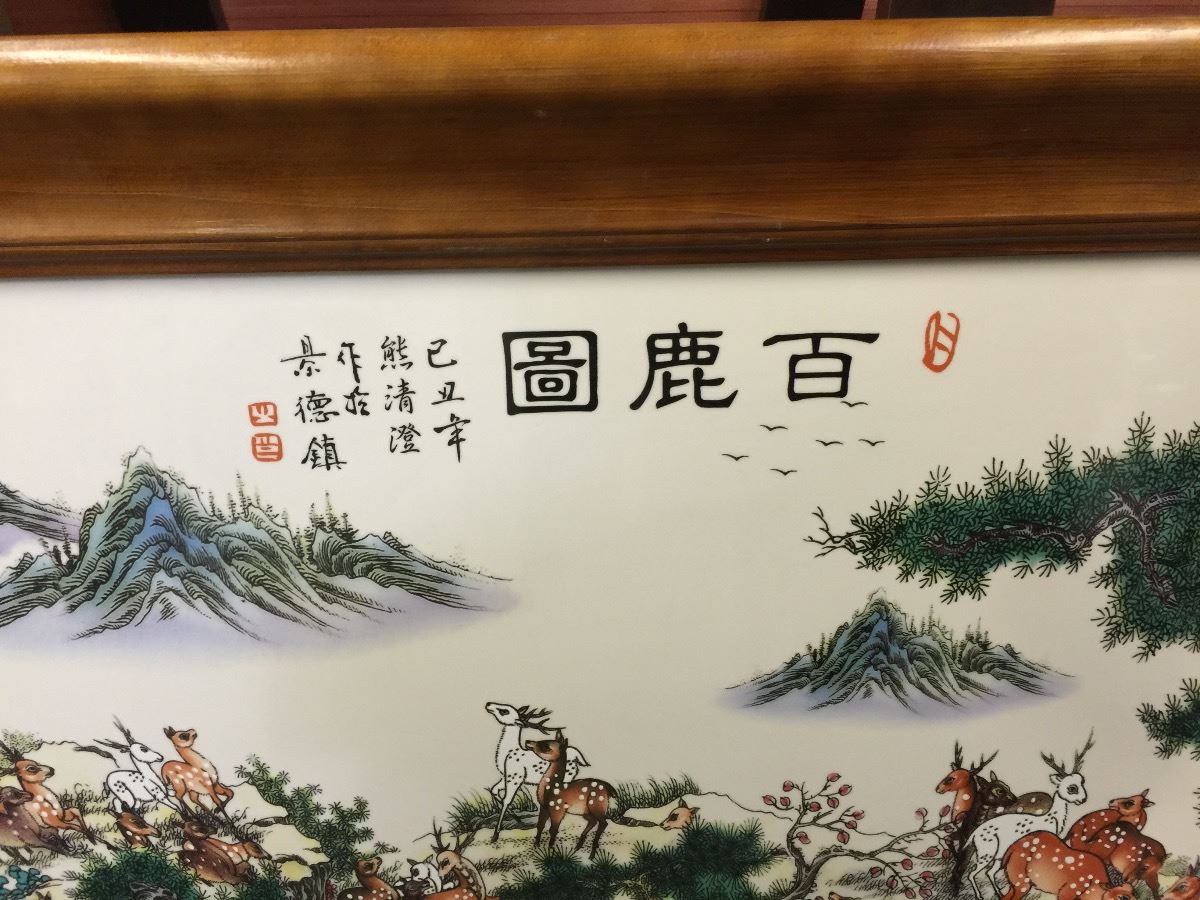 百鹿圖
己丑年
熊清澄
作於
景德鎮